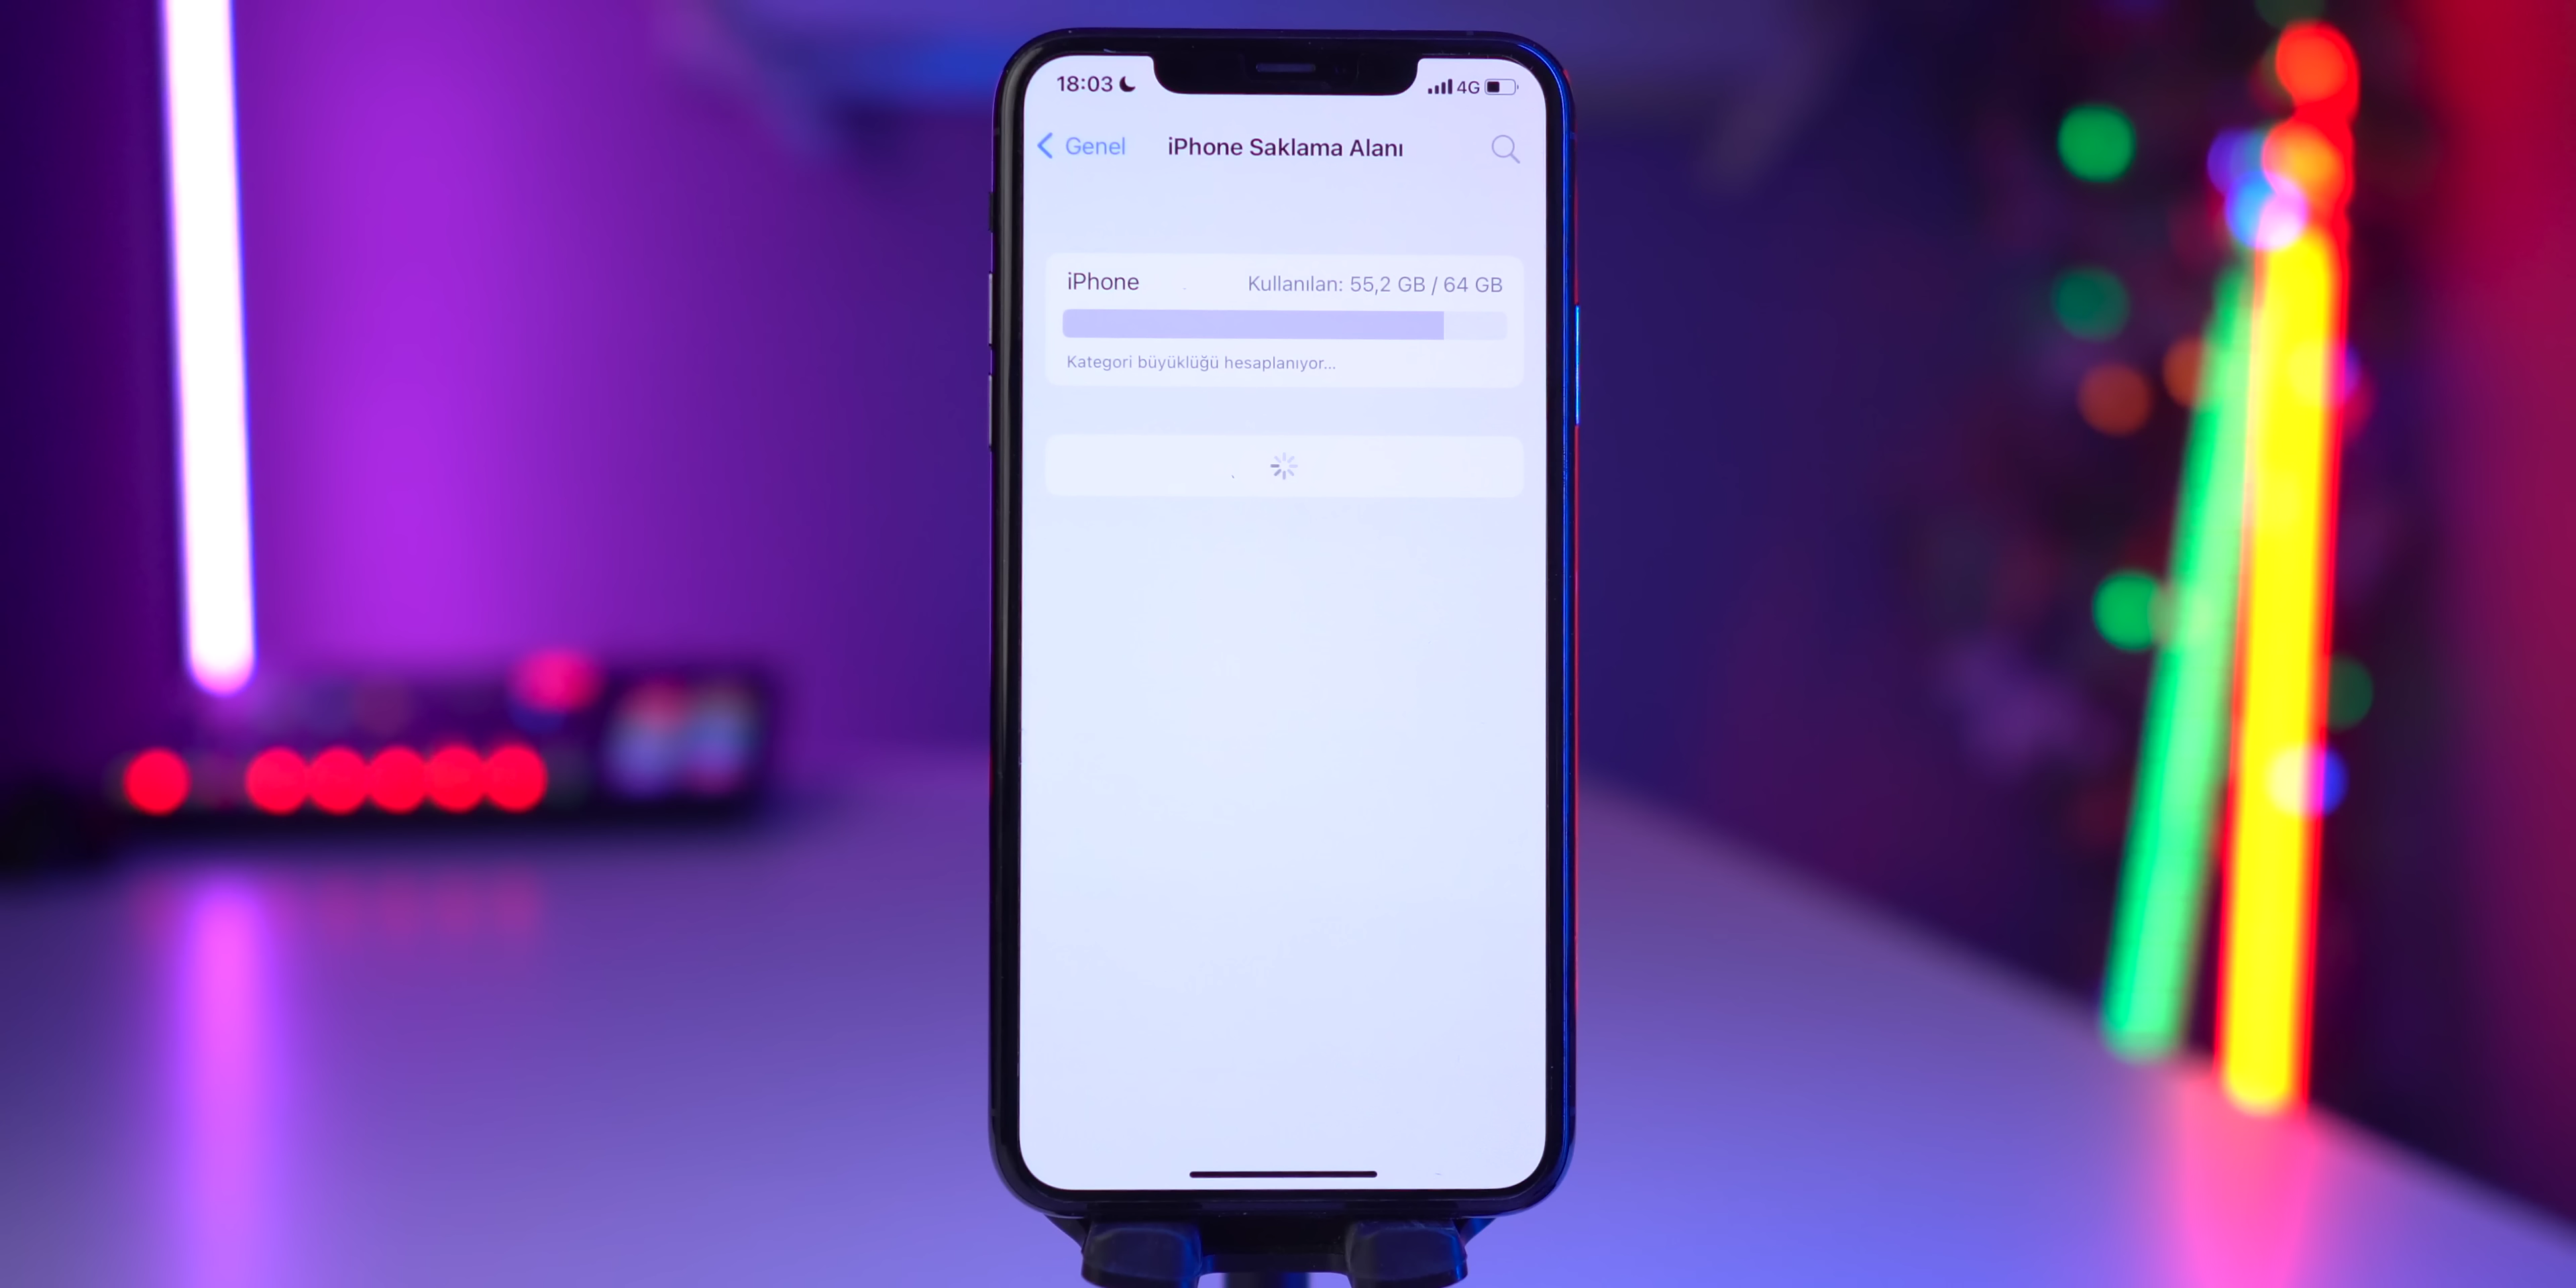 18:03 4G
Genel iPhone Saklama Alanı
iPhone Kullanılan: 55,2 GB / 64 GB
Kategori büyüklüğü hesaplanıyor...